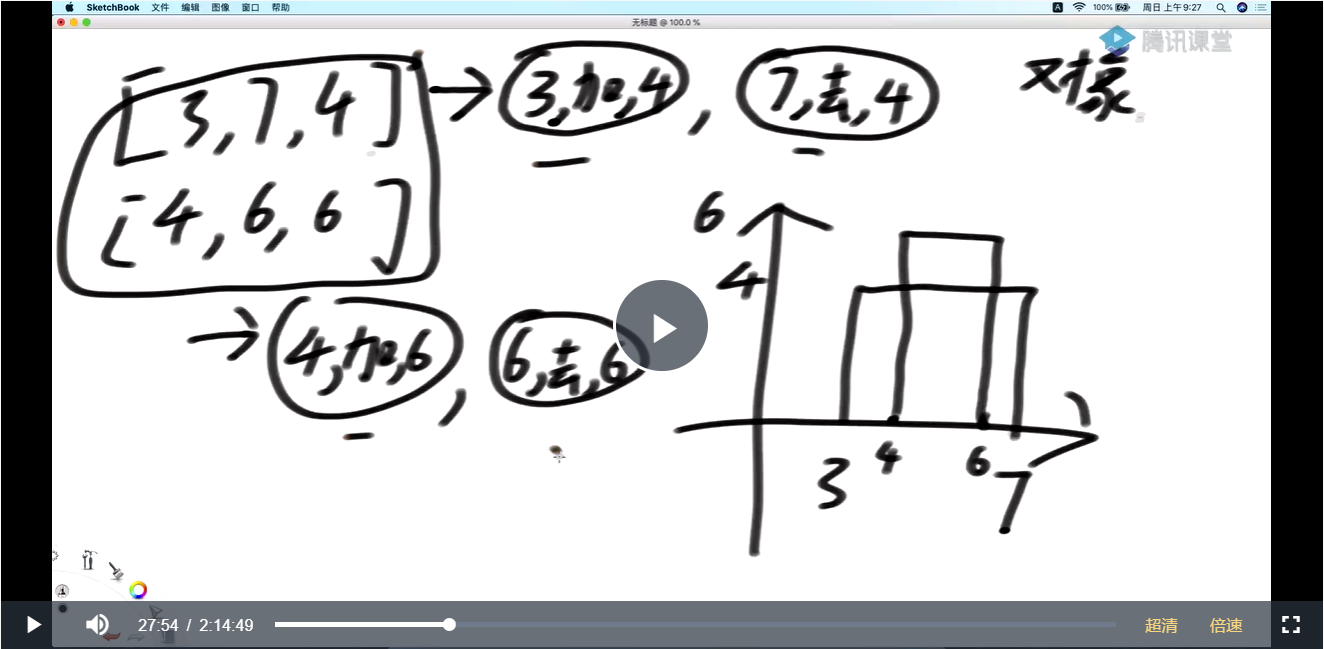 SketchBook 文件 编辑 图像 窗口 帮助 A 100% 周日 上午9:27
无标题 @ 100.0 %
腾讯课堂
[3,7,4] → 3,加,4 , 7,去,4 对象
[4,6,6]
→ 4,加,6 , 6,去,6
6
4
3 4 6 7
27:54 / 2:14:49 超清 倍速